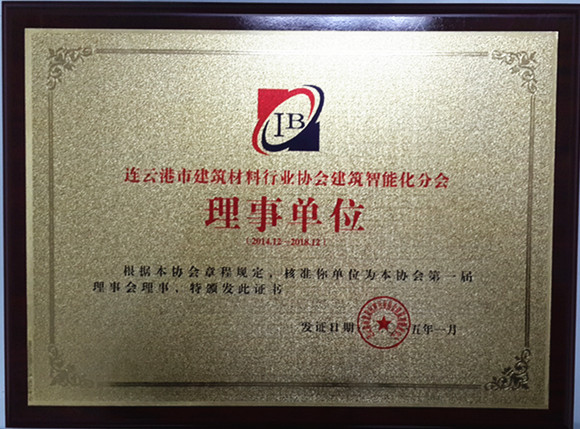 IB
连云港市建筑材料行业协会建筑智能化分会
理事单位
(2014.12-2018.12)
根据本协会章程规定，核准你单位为本协会第一届
理事会理事，特颁发此证书
发证日期 五年一月